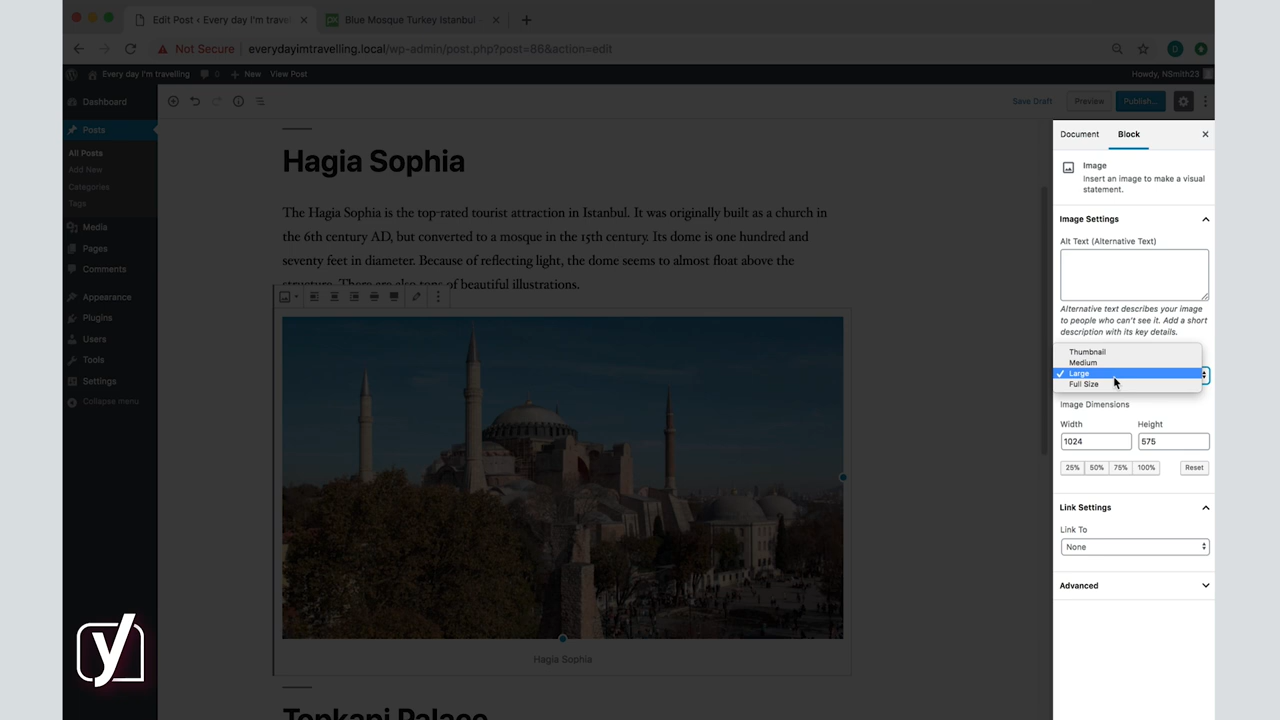 Edit Post ‹ Every day I'm travel
Blue Mosque Turkey Istanbul
Not Secure
everydayimtravelling.local/wp-admin/post.php?post=86&action=edit
D
Every day I'm travelling
0
New
View Post
Howdy, NSmith23
Dashboard
Posts
All Posts
Add New
Categories
Tags
Media
Pages
Comments
Appearance
Plugins
Users
Tools
Settings
Collapse menu
Save Draft
Preview
Publish...
Hagia Sophia
The Hagia Sophia is the top-rated tourist attraction in Istanbul. It was originally built as a church in
the 6th century AD, but converted to a mosque in the 15th century. Its dome is one hundred and
seventy feet in diameter. Because of reflecting light, the dome seems to almost float above the
structure. There are also tons of beautiful illustrations.
Hagia Sophia
Topkapi Palace
Document
Block
Image
Insert an image to make a visual
statement.
Image Settings
Alt Text (Alternative Text)
Alternative text describes your image
to people who can't see it. Add a short
description with its key details.
Thumbnail
Medium
Large
Full Size
Image Dimensions
Width
Height
1024
575
25%
50%
75%
100%
Reset
Link Settings
Link To
None
Advanced
y